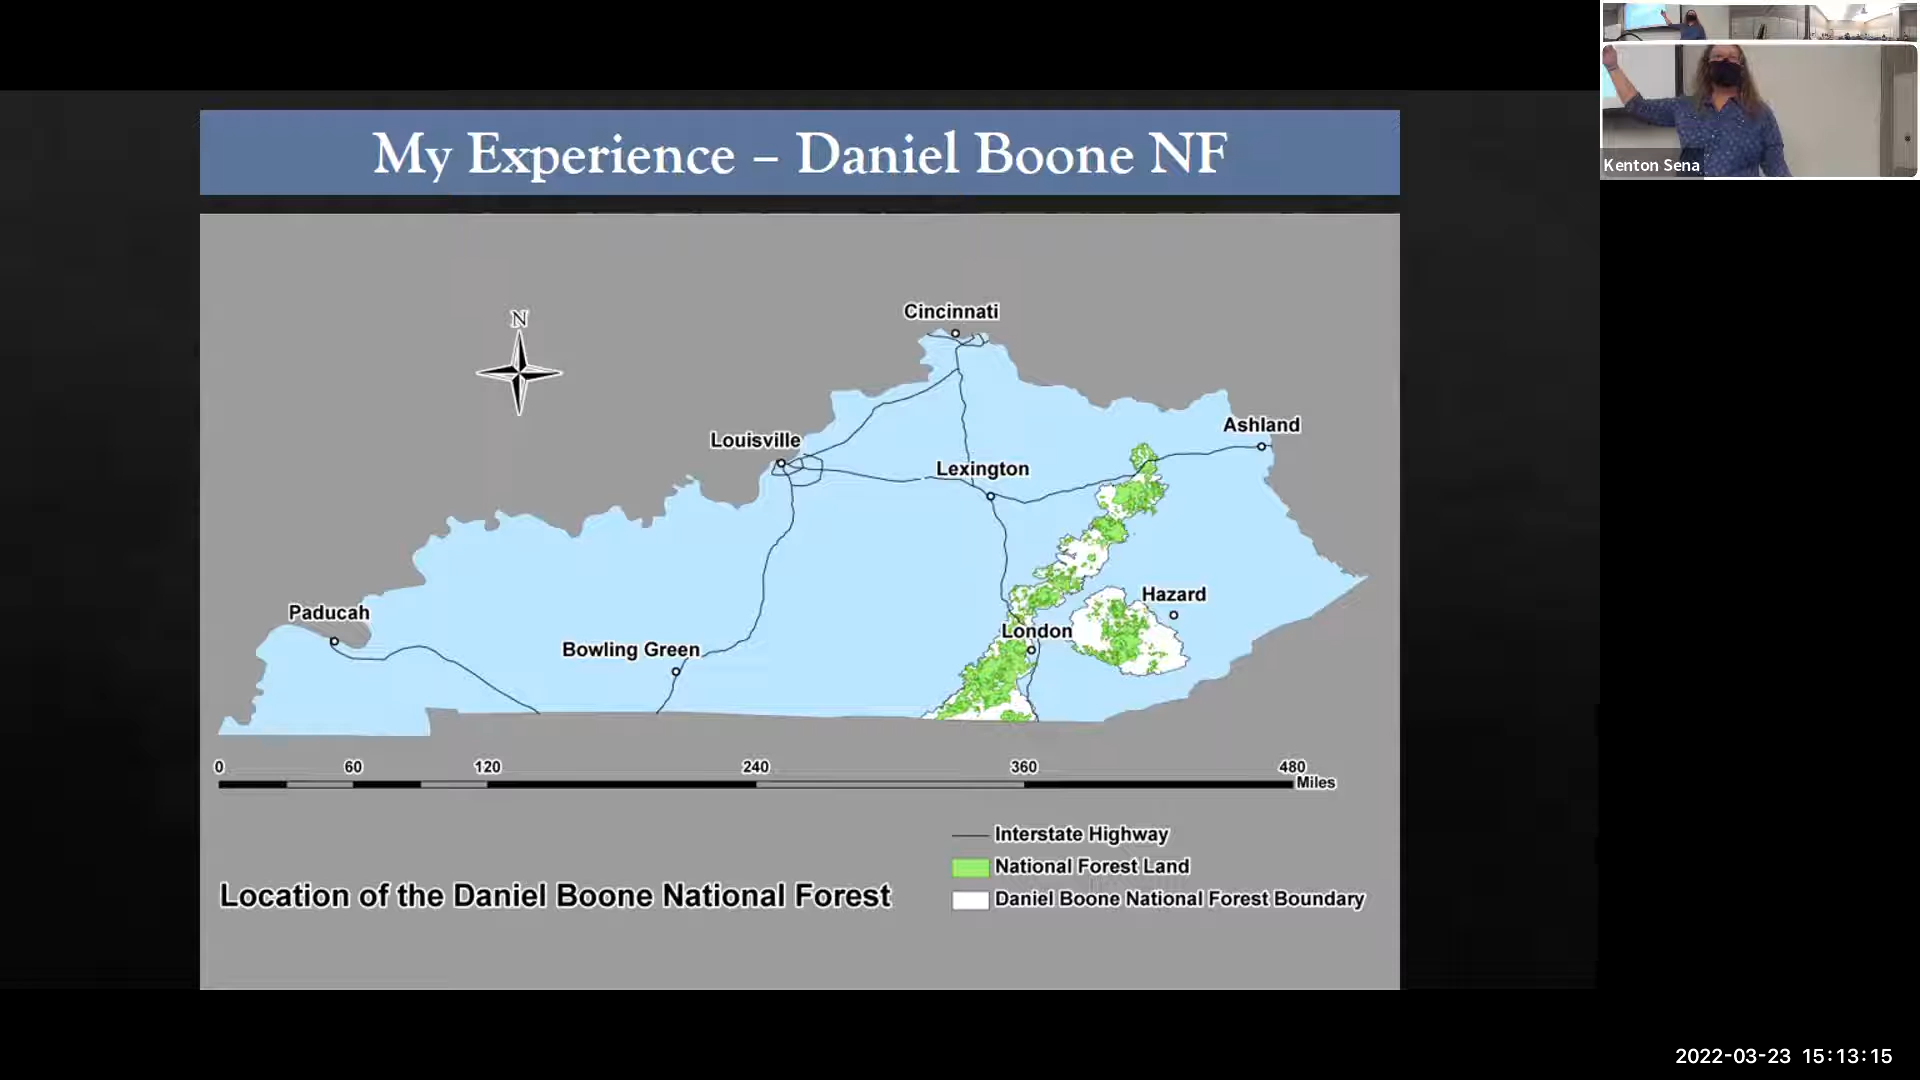 My Experience – Daniel Boone NF
Kenton Sena
N
Cincinnati
Ashland
Louisville
Lexington
Hazard
Paducah
London
Bowling Green
0 60 120 240 360 480
Miles
Interstate Highway
National Forest Land
Daniel Boone National Forest Boundary
Location of the Daniel Boone National Forest
2022-03-23 15:13:15